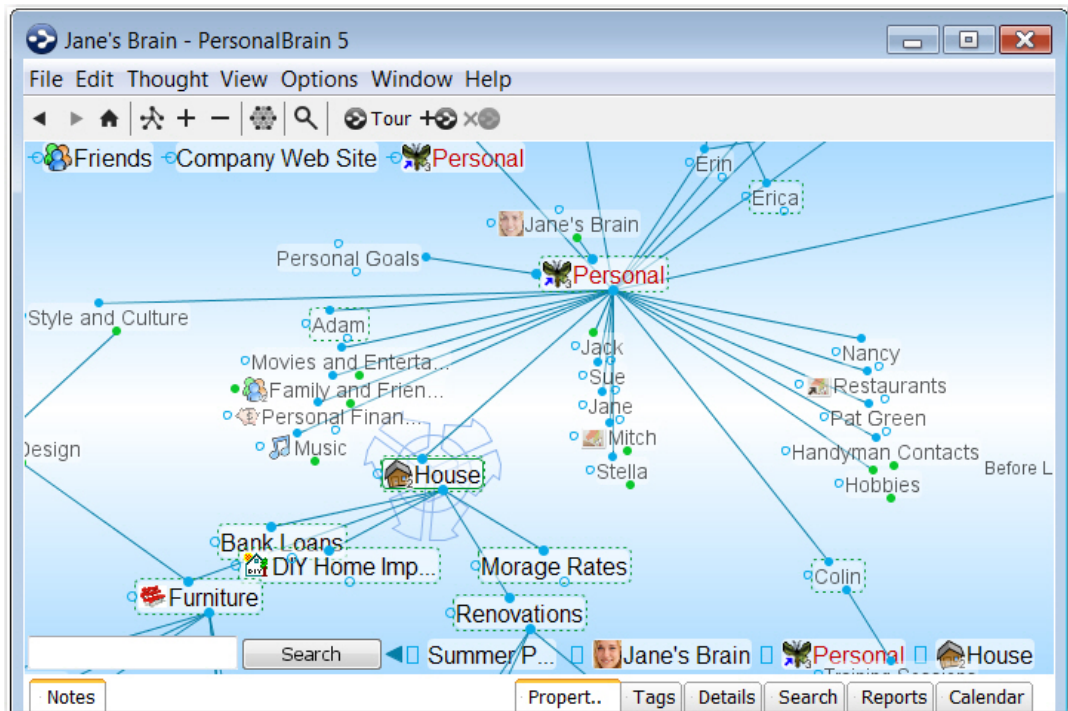 Jane's Brain - PersonalBrain 5
File Edit Thought View Options Window Help
Tour
Friends Company Web Site Personal
Erin
Erica
Jane's Brain
Personal Goals
Personal
Style and Culture
Adam
Jack
Nancy
Movies and Enterta...
Sue
Restaurants
Family and Frien...
Jane
Pat Green
Personal Finan...
Mitch
Music
Handyman Contacts
Design
Stella
Before L
House
Hobbies
Bank Loans
DIY Home Imp...
Morage Rates
Colin
Furniture
Renovations
Search
Summer P... Jane's Brain Personal House
Training Sessions
Notes
Propert.. Tags Details Search Reports Calendar